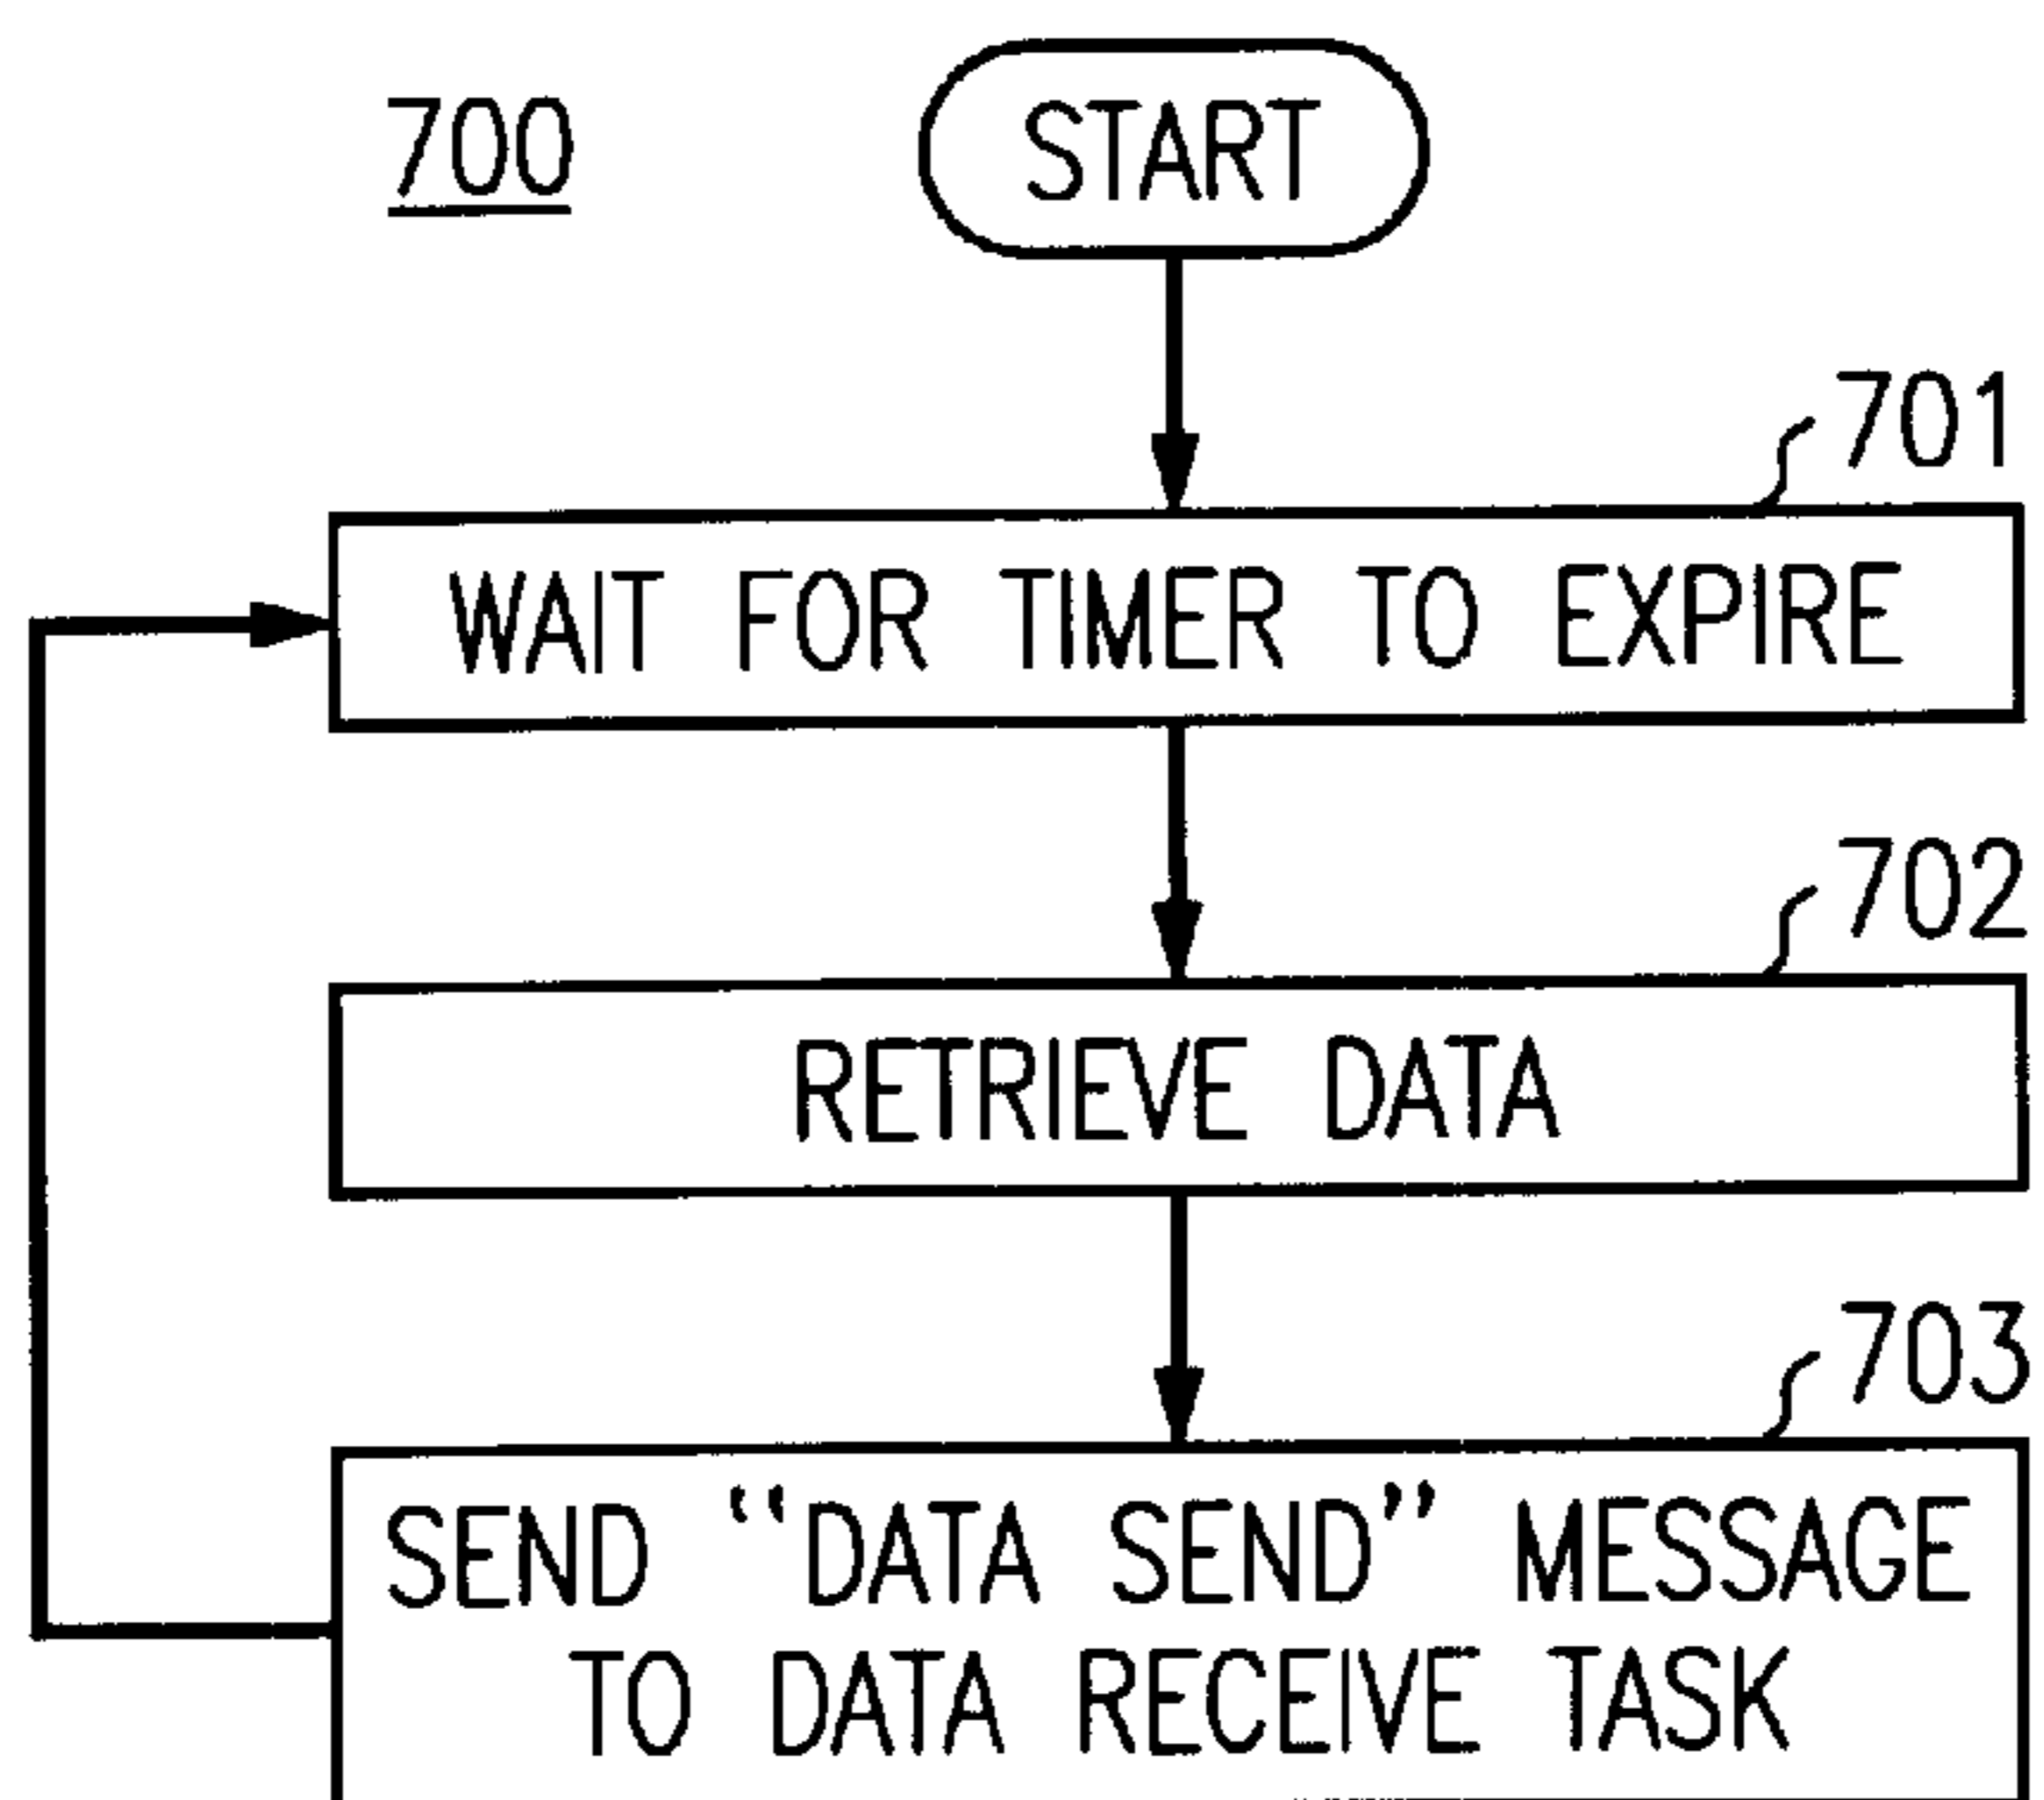 700
START
701
WAIT FOR TIMER TO EXPIRE
702
RETRIEVE DATA
703
SEND “DATA SEND” MESSAGE
TO DATA RECEIVE TASK